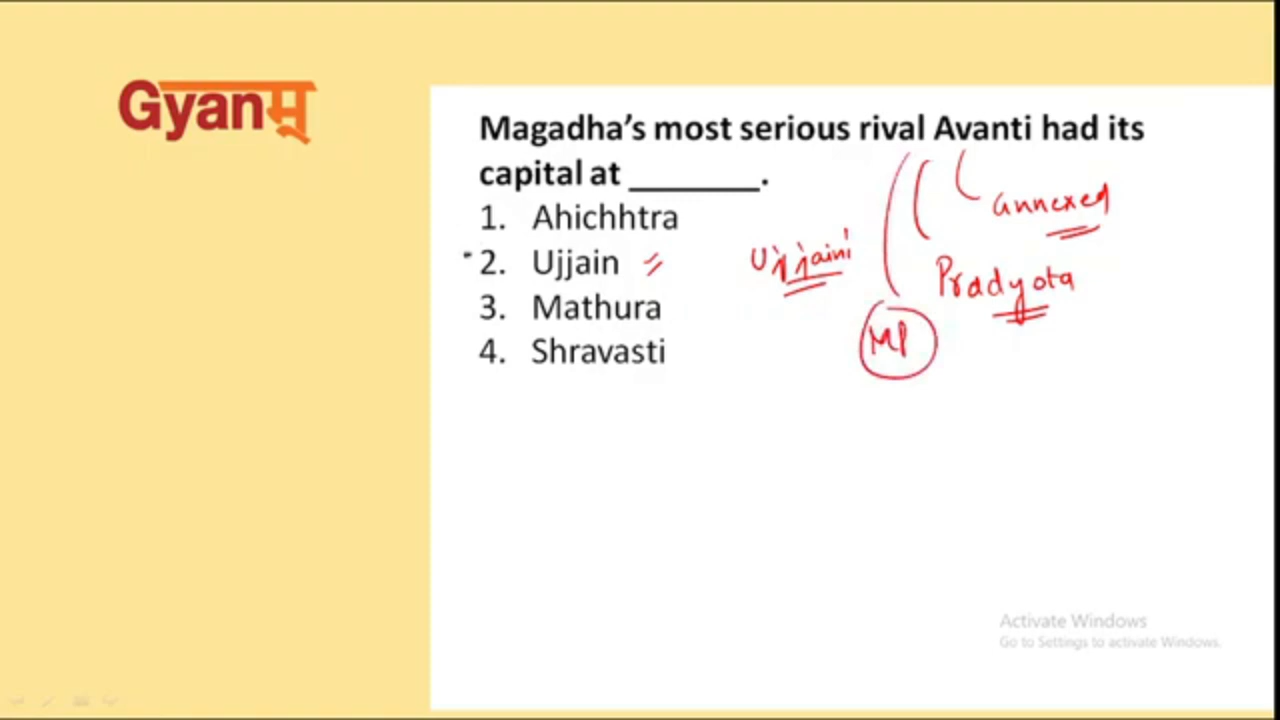 Gyanम्
Magadha's most serious rival Avanti had its
capital at _______.
annexed
1. Ahichhtra
2. Ujjain
Ujjaini
Pradyota
3. Mathura
MP
4. Shravasti
Activate Windows
Go to Settings to activate Windows.